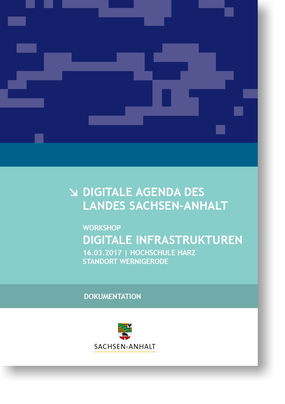 DIGITALE AGENDA DES
LANDES SACHSEN-ANHALT
WORKSHOP
DIGITALE INFRASTRUKTUREN
16.03.2017 | HOCHSCHULE HARZ
STANDORT WERNIGERODE
DOKUMENTATION
SACHSEN-ANHALT